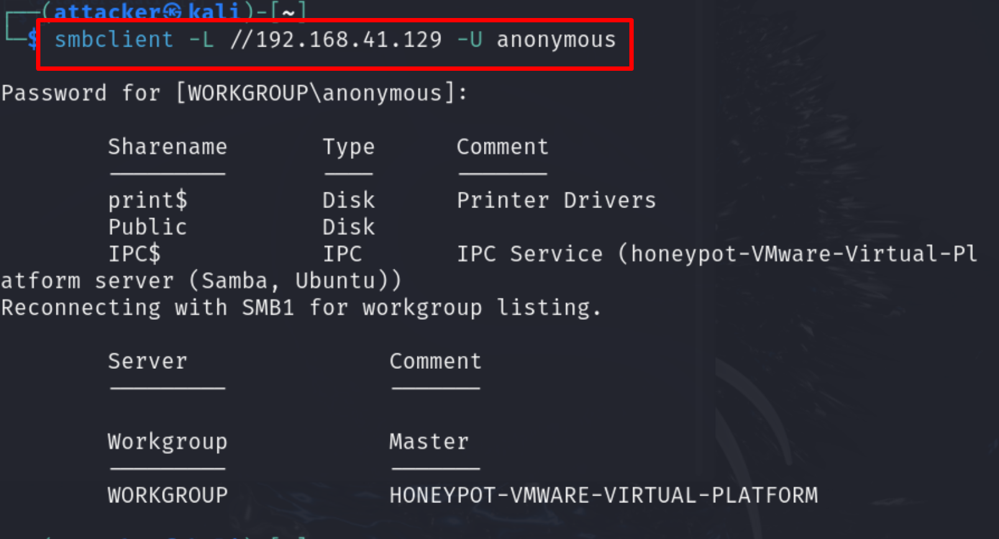 ┌──(attacker㉿kali)-[~]
└─$ smbclient -L //192.168.41.129 -U anonymous
Password for [WORKGROUP\anonymous]:
Sharename Type Comment
--------- ---- -------
print$ Disk Printer Drivers
Public Disk
IPC$ IPC IPC Service (honeypot-VMware-Virtual-Pl
atform server (Samba, Ubuntu))
Reconnecting with SMB1 for workgroup listing.
Server Comment
--------- -------
Workgroup Master
--------- -------
WORKGROUP HONEYPOT-VMWARE-VIRTUAL-PLATFORM